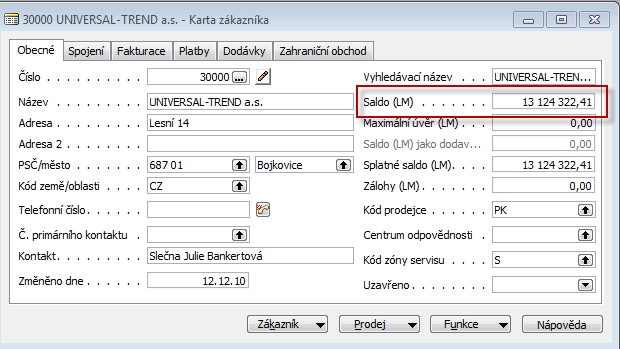 30000 UNIVERSAL-TREND a.s. - Karta zákazníka
Obecné Spojení Fakturace Platby Dodávky Zahraniční obchod
Číslo . . . . . . . . . . 30000 ...
Název . . . . . . . . . . UNIVERSAL-TREND a.s.
Adresa . . . . . . . . . . Lesní 14
Adresa 2 . . . . . . . . .
PSČ/město . . . . . . . . 687 01 Bojkovice
Kód země/oblasti . . . . . CZ
Telefonní číslo . . . . . .
Č. primárního kontaktu .
Kontakt . . . . . . . . . . Slečna Julie Bankertová
Změněno dne . . . . . . 12.12.10
Vyhledávací název . . . UNIVERSAL-TREN...
Saldo (LM) . . . . . . . 13 124 322,41
Maximální úvěr (LM) . . . 0,00
Saldo (LM) jako dodav... 0,00
Splatné saldo (LM). . . . 13 124 322,41
Zálohy (LM) . . . . . . . 0,00
Kód prodejce . . . . . . PK
Centrum odpovědnosti .
Kód zóny servisu . . . . S
Uzavřeno . . . . . . . .
Zákazník Prodej Funkce Nápověda